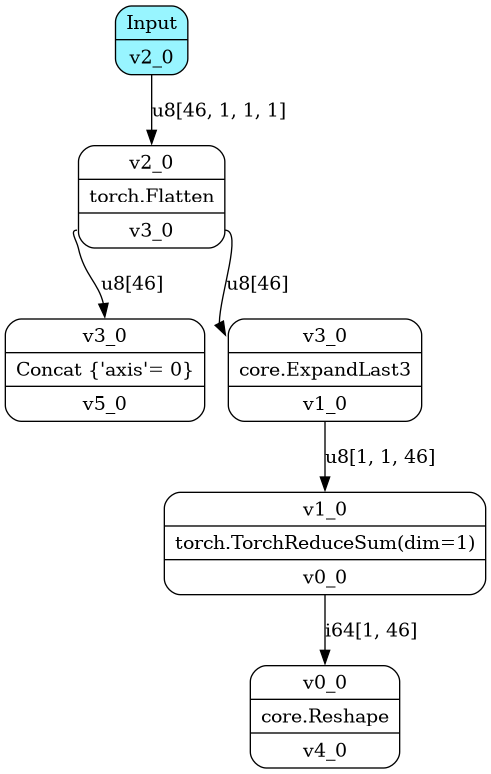 Input
v2_0
u8[46, 1, 1, 1]
v2_0
torch.Flatten
v3_0
u8[46]
u8[46]
v3_0
Concat {'axis'= 0}
v5_0
v3_0
core.ExpandLast3
v1_0
u8[1, 1, 46]
v1_0
torch.TorchReduceSum(dim=1)
v0_0
i64[1, 46]
v0_0
core.Reshape
v4_0